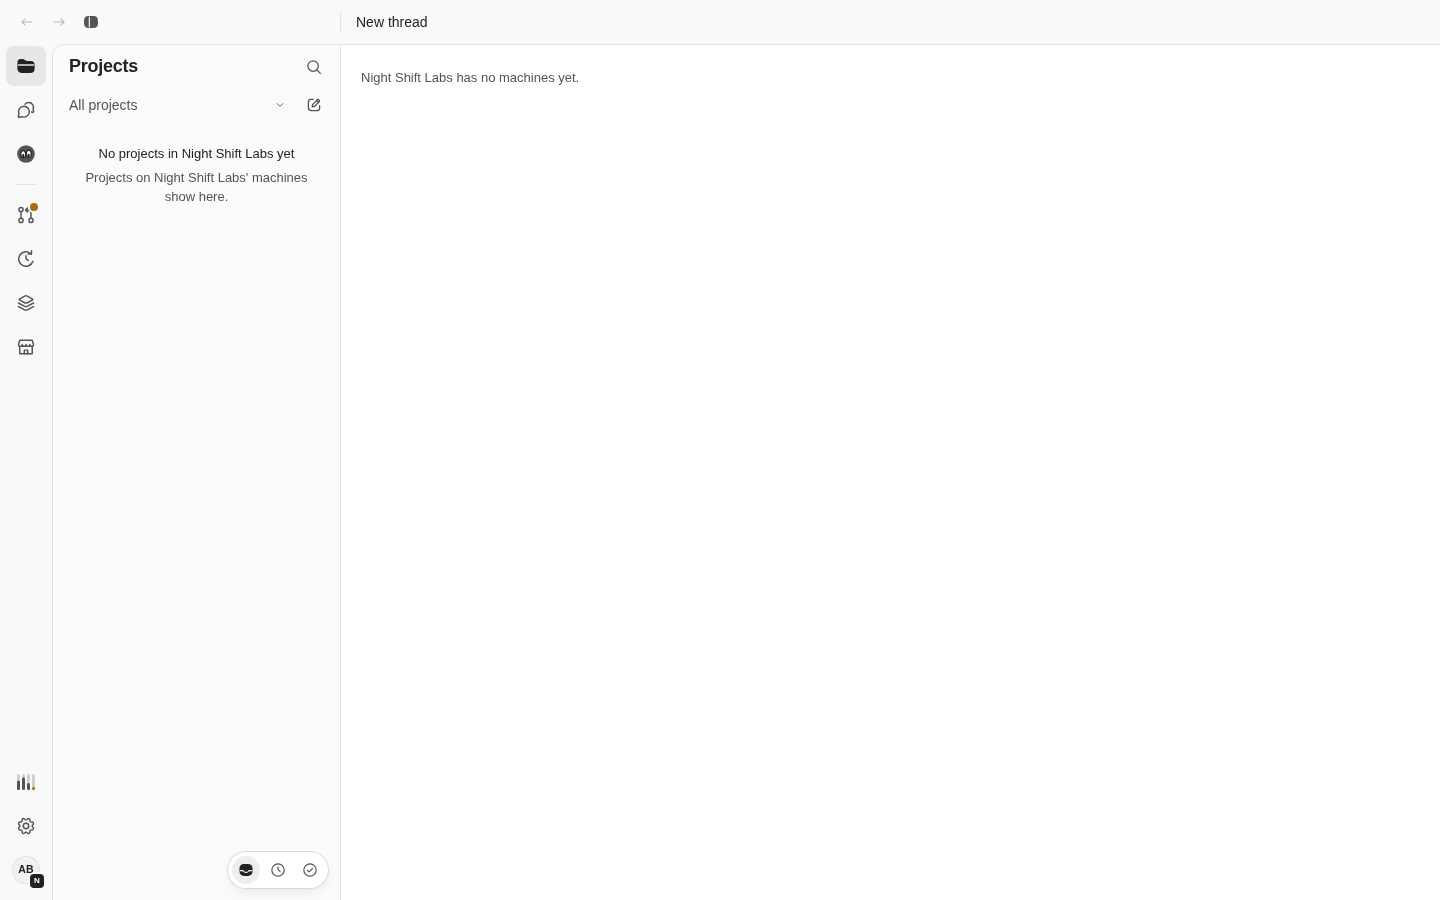 New thread
Projects
All projects
No projects in Night Shift Labs yet
Projects on Night Shift Labs' machines
show here.
Night Shift Labs has no machines yet.
AB
N